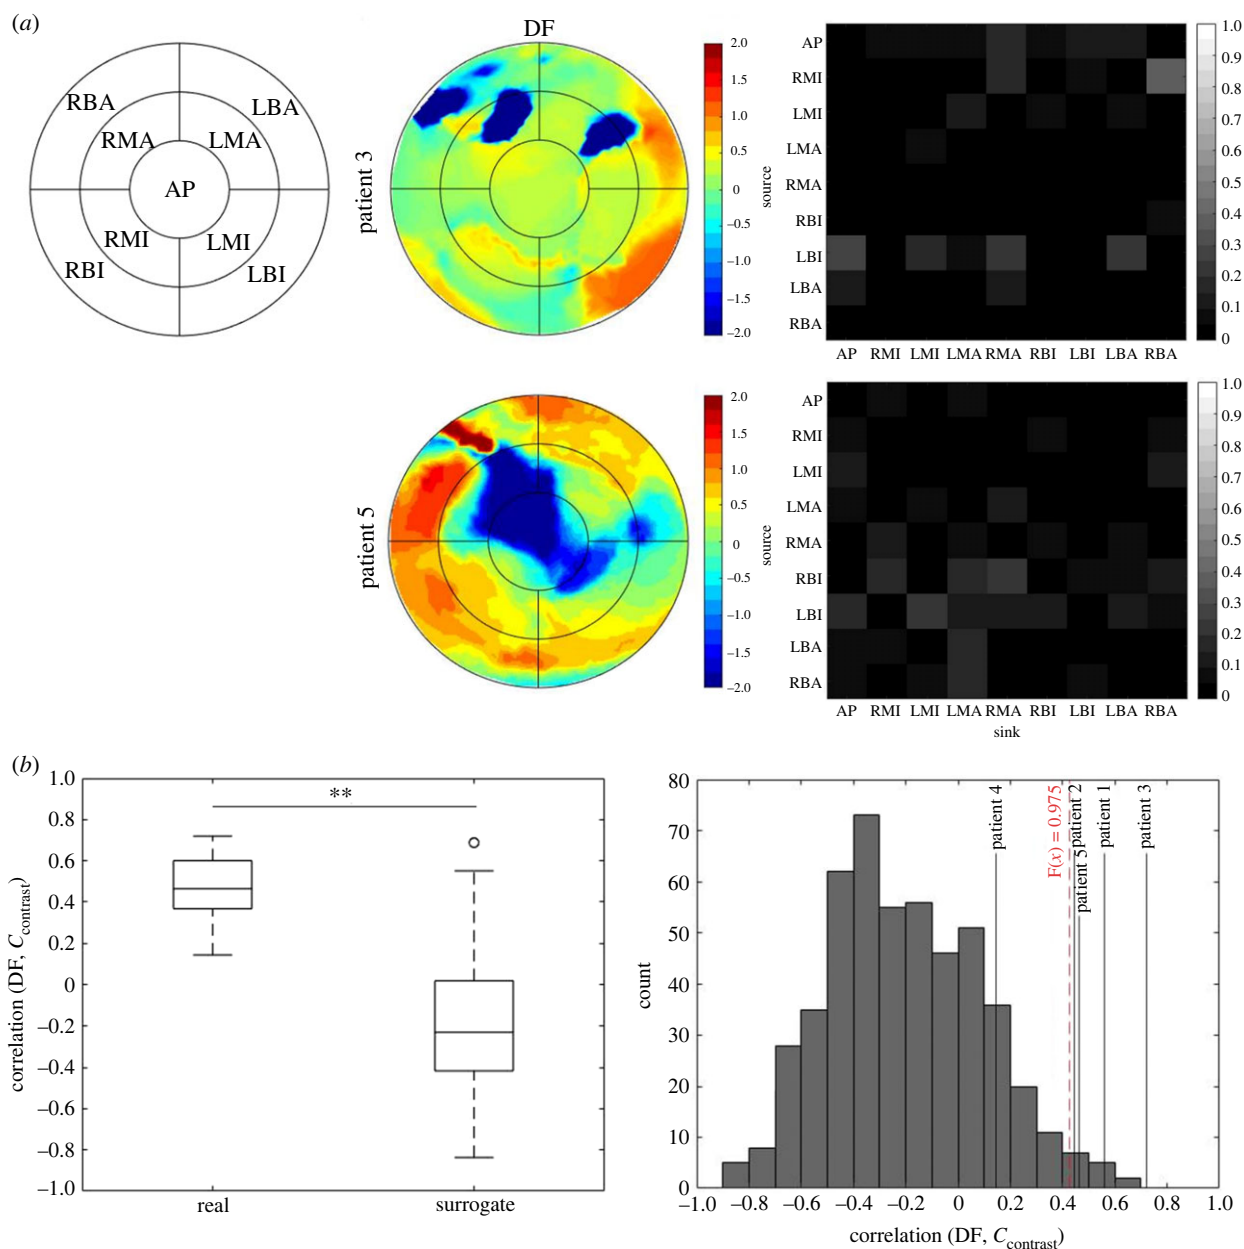 (a)
RBA
LBA
RMA
LMA
AP
RMI
LMI
RBI
LBI
DF
patient 3
2.0
1.5
1.0
0.5
0
−0.5
−1.0
−1.5
−2.0
source
AP
RMI
LMI
LMA
RMA
RBI
LBI
LBA
RBA
AP RMI LMI LMA RMA RBI LBI LBA RBA
1.0
0.9
0.8
0.7
0.6
0.5
0.4
0.3
0.2
0.1
0
patient 5
2.0
1.5
1.0
0.5
0
−0.5
−1.0
−1.5
−2.0
source
AP
RMI
LMI
LMA
RMA
RBI
LBI
LBA
RBA
AP RMI LMI LMA RMA RBI LBI LBA RBA
sink
1.0
0.9
0.8
0.7
0.6
0.5
0.4
0.3
0.2
0.1
0
(b)
correlation (DF, Ccontrast)
1.0
0.8
0.6
0.4
0.2
0
−0.2
−0.4
−0.6
−0.8
−1.0
**
real surrogate
count
80
70
60
50
40
30
20
10
0
patient 4
F(x) = 0.975
patient 2
patient 5
patient 1
patient 3
−1.0 −0.8 −0.6 −0.4 −0.2 0 0.2 0.4 0.6 0.8 1.0
correlation (DF, Ccontrast)